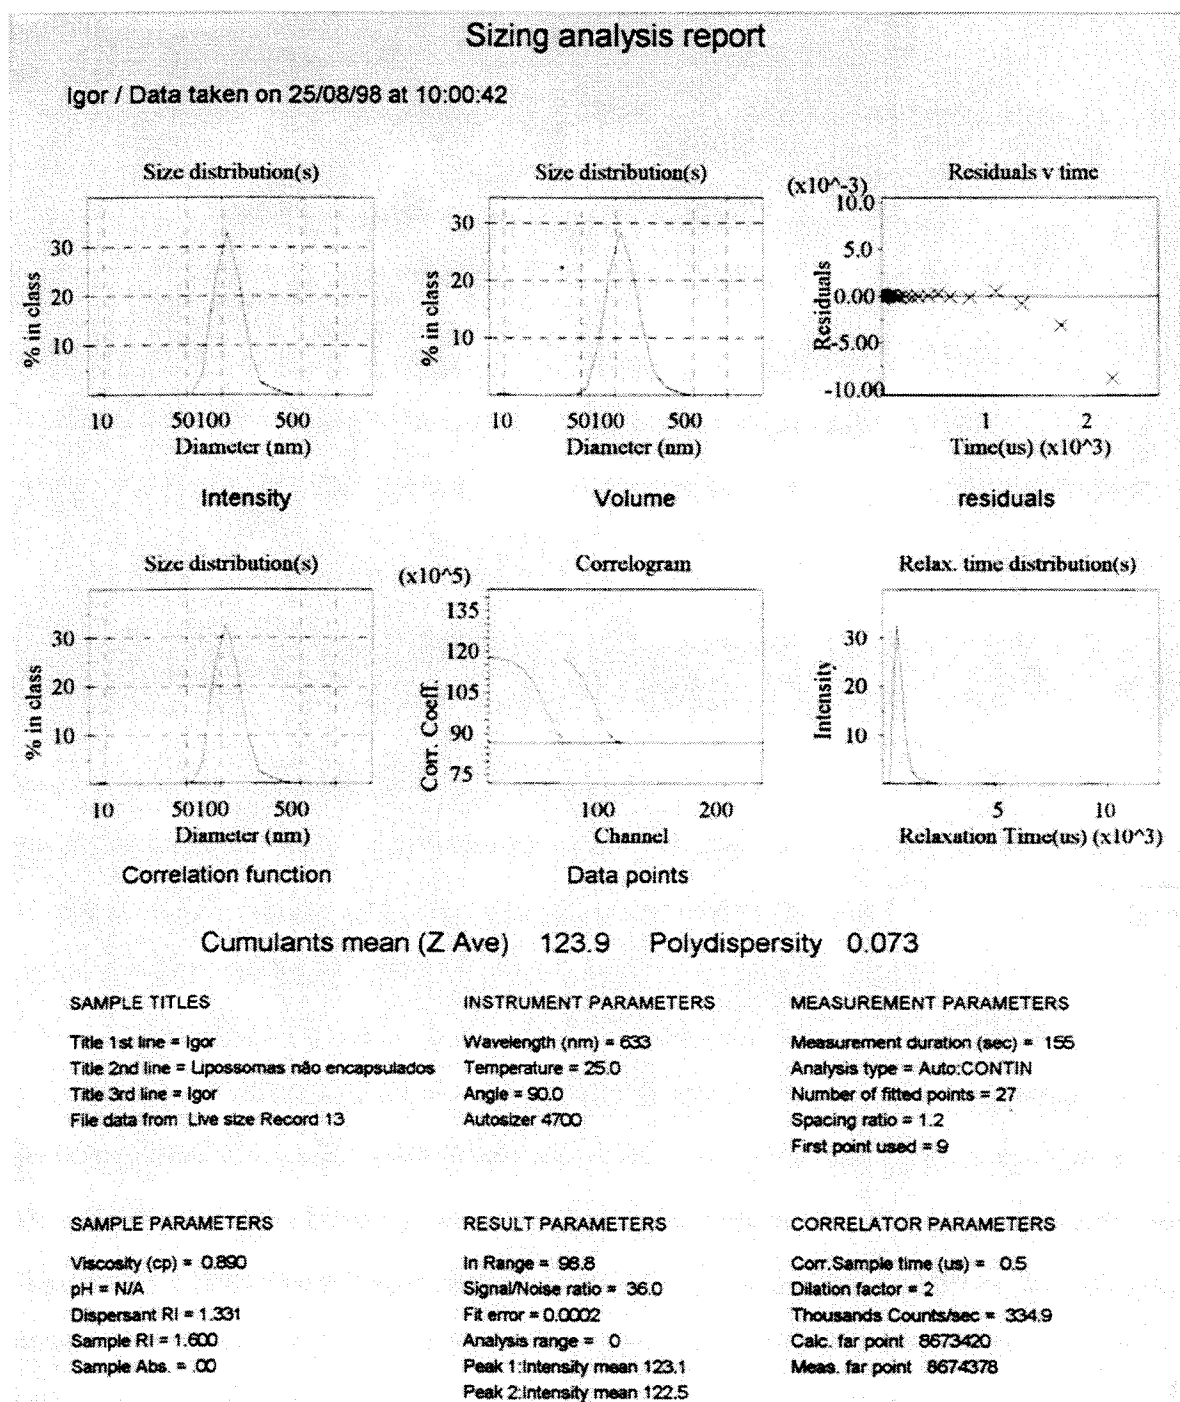 Sizing analysis report
Igor / Data taken on 25/08/98 at 10:00:42
Size distribution(s)
% in class
30
20
10
10 50 100 500
Diameter (nm)
Intensity
Size distribution(s)
% in class
30
20
10
10 50 100 500
Diameter (nm)
Volume
Residuals v time
(x10^-3)
Residuals
10.0
5.0
0.00
-5.00
-10.00
1 2
Time(us) (x10^3)
residuals
Size distribution(s)
% in class
30
20
10
10 50 100 500
Diameter (nm)
Correlation function
Correlogram
(x10^5)
Corr. Coeff.
135
120
105
90
75
100 200
Channel
Data points
Relax. time distribution(s)
Intensity
30
20
10
5 10
Relaxation Time(us) (x10^3)
Cumulants mean (Z Ave) 123.9 Polydispersity 0.073
SAMPLE TITLES
Title 1st line = Igor
Title 2nd line = Lipossomas não encapsulados
Title 3rd line = Igor
File data from Live size Record 13
INSTRUMENT PARAMETERS
Wavelength (nm) = 633
Temperature = 25.0
Angle = 90.0
Autosizer 4700
MEASUREMENT PARAMETERS
Measurement duration (sec) = 155
Analysis type = Auto:CONTIN
Number of fitted points = 27
Spacing ratio = 1.2
First point used = 9
SAMPLE PARAMETERS
Viscosity (cp) = 0.890
pH = N/A
Dispersant RI = 1.331
Sample RI = 1.600
Sample Abs. = .00
RESULT PARAMETERS
In Range = 98.8
Signal/Noise ratio = 36.0
Fit error = 0.0002
Analysis range = 0
Peak 1:Intensity mean 123.1
Peak 2:Intensity mean 122.5
CORRELATOR PARAMETERS
Corr.Sample time (us) = 0.5
Dilation factor = 2
Thousands Counts/sec = 334.9
Calc. far point 8673420
Meas. far point 8674378